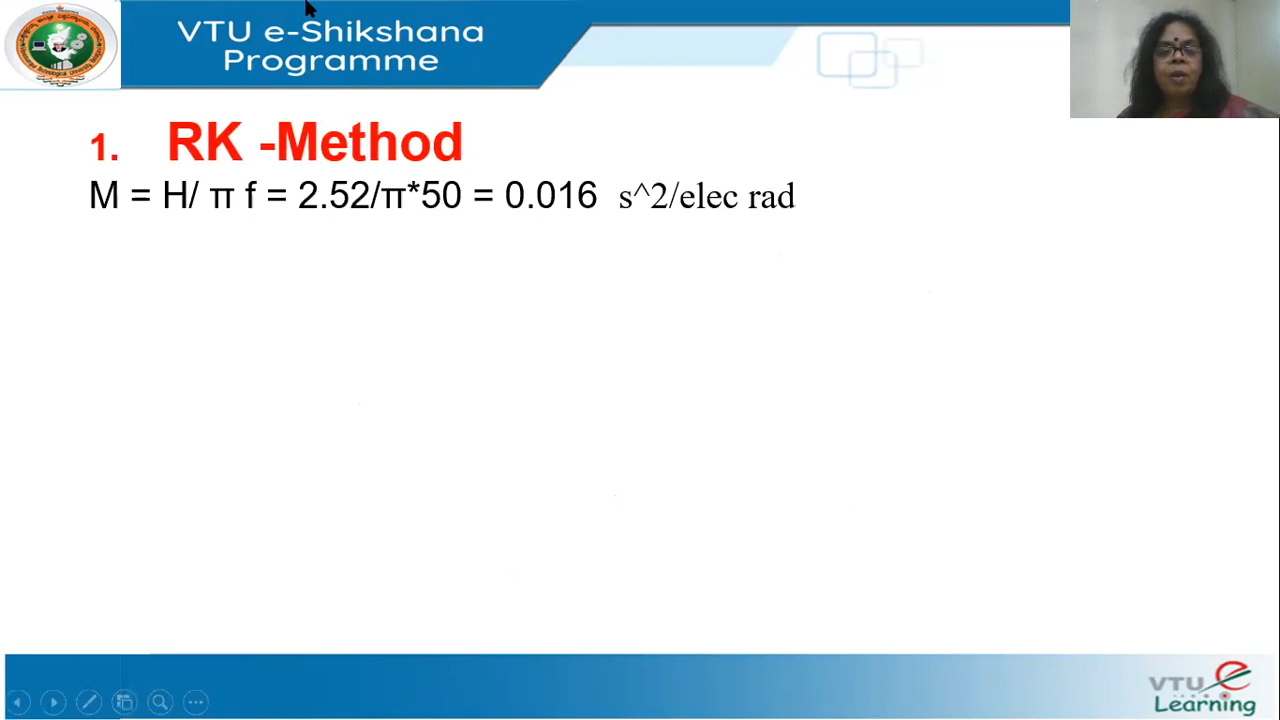 VTU e-Shikshana
Programme
1. RK -Method
M = H/ π f = 2.52/π*50 = 0.016 s^2/elec rad
VTU e
Learning